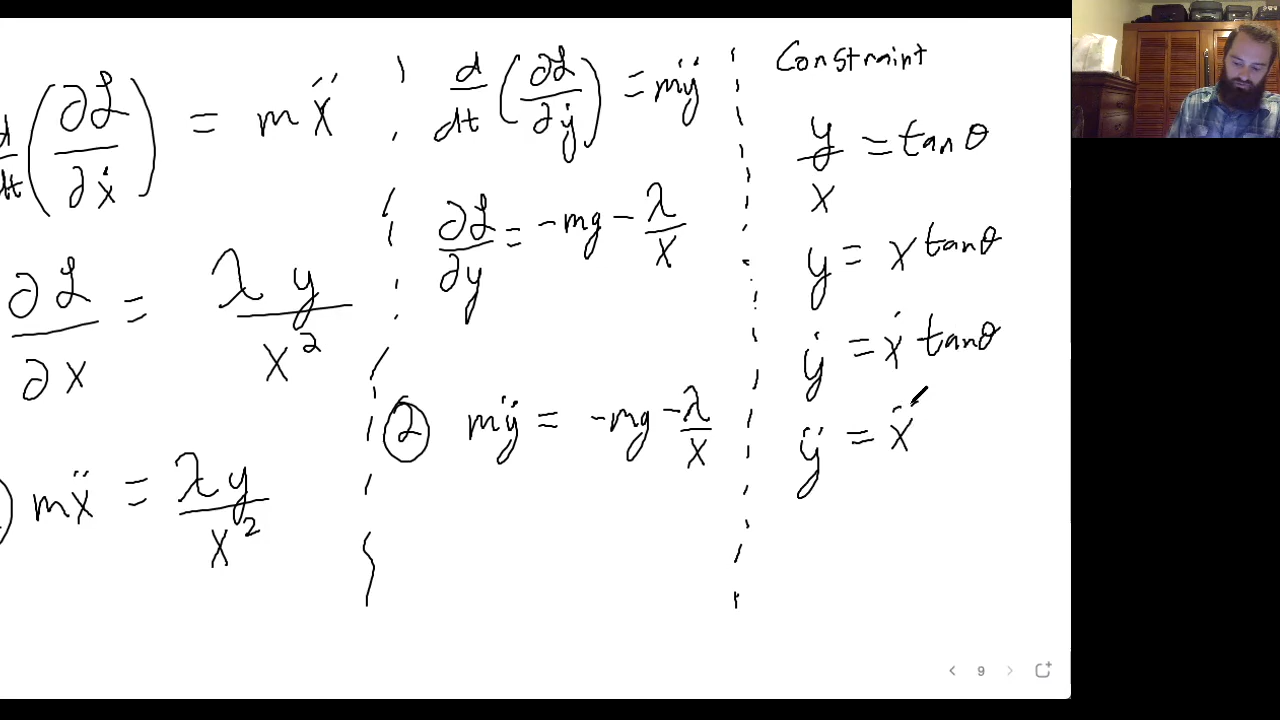 d/dt (∂ℒ/∂ẋ) = mẍ
∂ℒ/∂x = λy/x²
mẍ = λy/x²
d/dt (∂ℒ/∂ẏ) = mÿ
∂ℒ/∂y = -mg - λ/x
② mÿ = -mg - λ/x
Constraint
y/x = tanθ
y = x tanθ
ẏ = ẋ tanθ
ÿ = ẍ
9